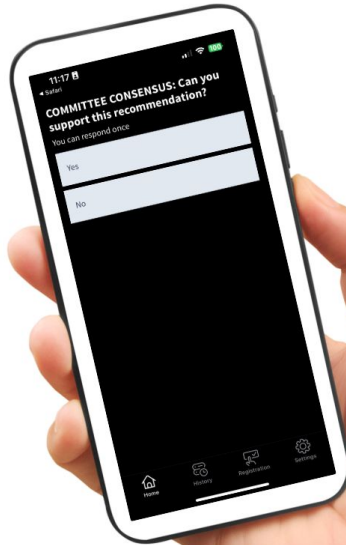 11:17
100
◀ Safari
COMMITTEE CONSENSUS: Can you
support this recommendation?
You can respond once
Yes
No
Home
History
Registration
Settings